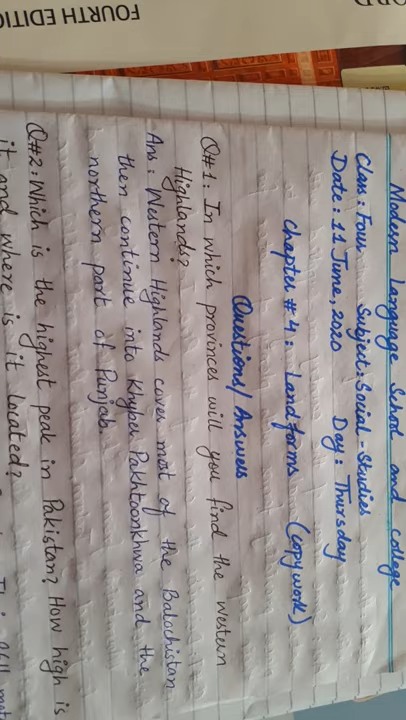 FOURTH EDITIO
Modern Language School and college
Class: Four Subject: Social-Studies
Date: 11 June, 2020 Day: Thursday
Chapter # 4: Landforms (copy work)
Questions/Answers
Q#1: In which provinces will you find the western
Highlands?
Ans: Western Highlands cover most of the Balochistan
then continue into Khyber Pakhtoonkhwa and the
northern part of Punjab.
Q#2: Which is the highest peak in Pakistan? How high is
it and where is it located?